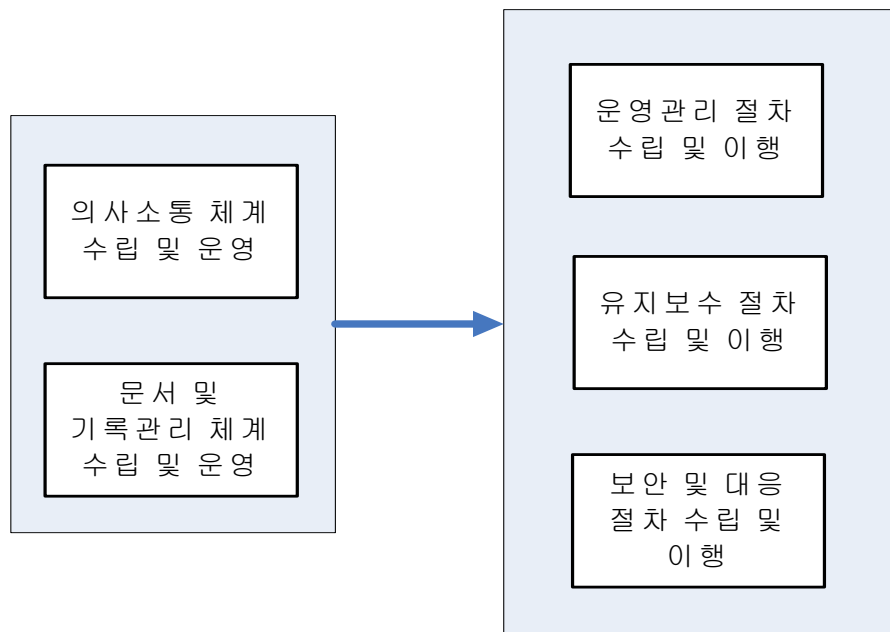 의사소통 체계
수립 및 운영
문서 및
기록관리 체계
수립 및 운영
운영관리 절차
수립 및 이행
유지보수 절차
수립 및 이행
보안 및 대응
절차 수립 및
이행